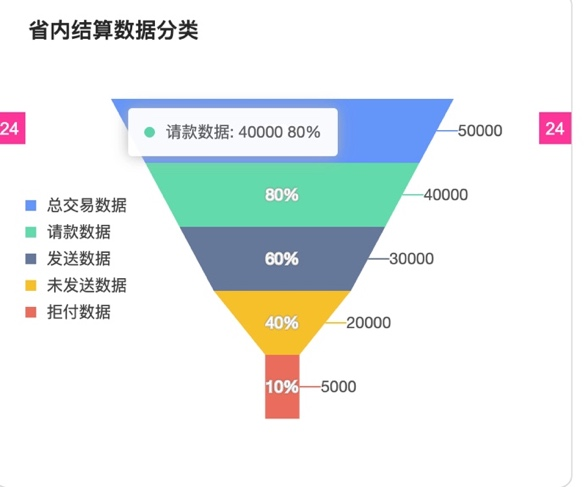 省内结算数据分类
24
24
请款数据: 40000 80%
50000
80%
40000
60%
30000
40%
20000
10%
5000
总交易数据
请款数据
发送数据
未发送数据
拒付数据